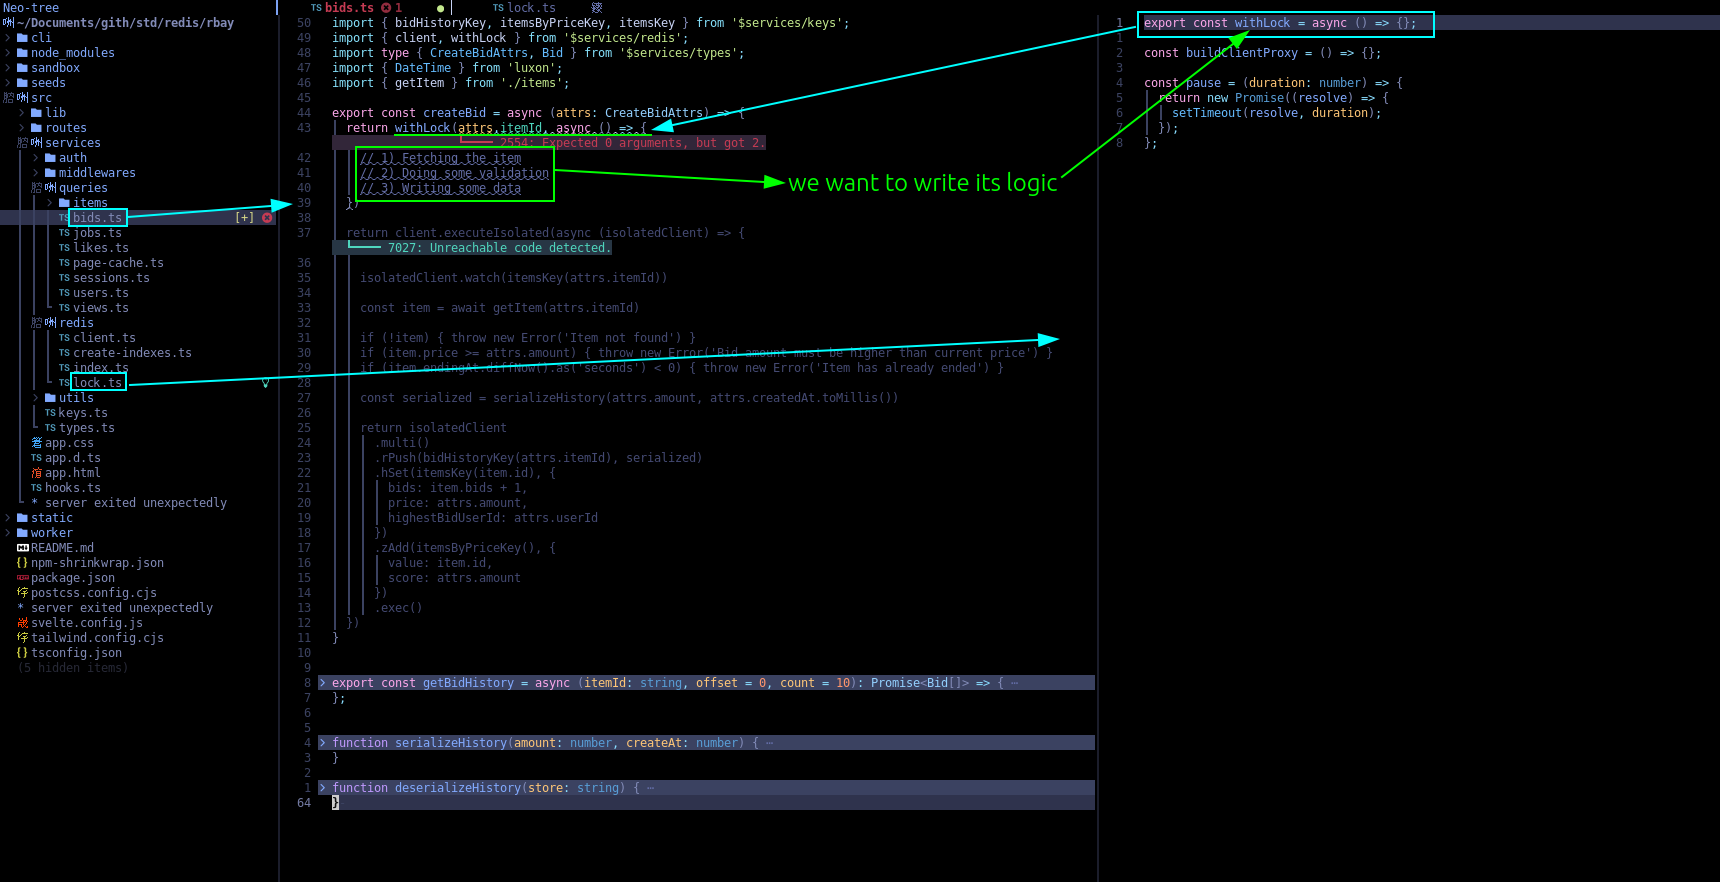 Neo-tree
~/Documents/gith/std/redis/rbay
cli
node_modules
sandbox
seeds
src
lib
routes
services
auth
middlewares
queries
items
TS bids.ts [+]
TS jobs.ts
TS likes.ts
TS page-cache.ts
TS sessions.ts
TS users.ts
TS views.ts
redis
TS client.ts
TS create-indexes.ts
TS index.ts
TS lock.ts
utils
TS keys.ts
TS types.ts
app.css
TS app.d.ts
app.html
TS hooks.ts
* server exited unexpectedly
static
worker
README.md
{} npm-shrinkwrap.json
package.json
postcss.config.cjs
* server exited unexpectedly
svelte.config.js
tailwind.config.cjs
{} tsconfig.json
(5 hidden items)
TS bids.ts 1 ● TS lock.ts
50 import { bidHistoryKey, itemsByPriceKey, itemsKey } from '$services/keys';
49 import { client, withLock } from '$services/redis';
48 import type { CreateBidAttrs, Bid } from '$services/types';
47 import { DateTime } from 'luxon';
46 import { getItem } from './items';
45
44 export const createBid = async (attrs: CreateBidAttrs) => {
43 return withLock(attrs.itemId, async () => {
2554: Expected 0 arguments, but got 2.
42 // 1) Fetching the item
41 // 2) Doing some validation
40 // 3) Writing some data
39 })
38
37 return client.executeIsolated(async (isolatedClient) => {
7027: Unreachable code detected.
36
35 isolatedClient.watch(itemsKey(attrs.itemId))
34
33 const item = await getItem(attrs.itemId)
32
31 if (!item) { throw new Error('Item not found') }
30 if (item.price >= attrs.amount) { throw new Error('Bid amount must be higher than current price') }
29 if (item.endingAt.diffNow().as('seconds') < 0) { throw new Error('Item has already ended') }
28
27 const serialized = serializeHistory(attrs.amount, attrs.createdAt.toMillis())
26
25 return isolatedClient
24 .multi()
23 .rPush(bidHistoryKey(attrs.itemId), serialized)
22 .hSet(itemsKey(item.id), {
21 bids: item.bids + 1,
20 price: attrs.amount,
19 highestBidUserId: attrs.userId
18 })
17 .zAdd(itemsByPriceKey(), {
16 value: item.id,
15 score: attrs.amount
14 })
13 .exec()
12 })
11 }
10
9
8 export const getBidHistory = async (itemId: string, offset = 0, count = 10): Promise<Bid[]> => { ⋯
7 };
6
5
4 function serializeHistory(amount: number, createAt: number) { ⋯
3 }
2
1 function deserializeHistory(store: string) { ⋯
64 }
we want to write its logic
1 export const withLock = async () => {};
1
2 const buildClientProxy = () => {};
3
4 const pause = (duration: number) => {
5 return new Promise((resolve) => {
6 setTimeout(resolve, duration);
7 });
8 };